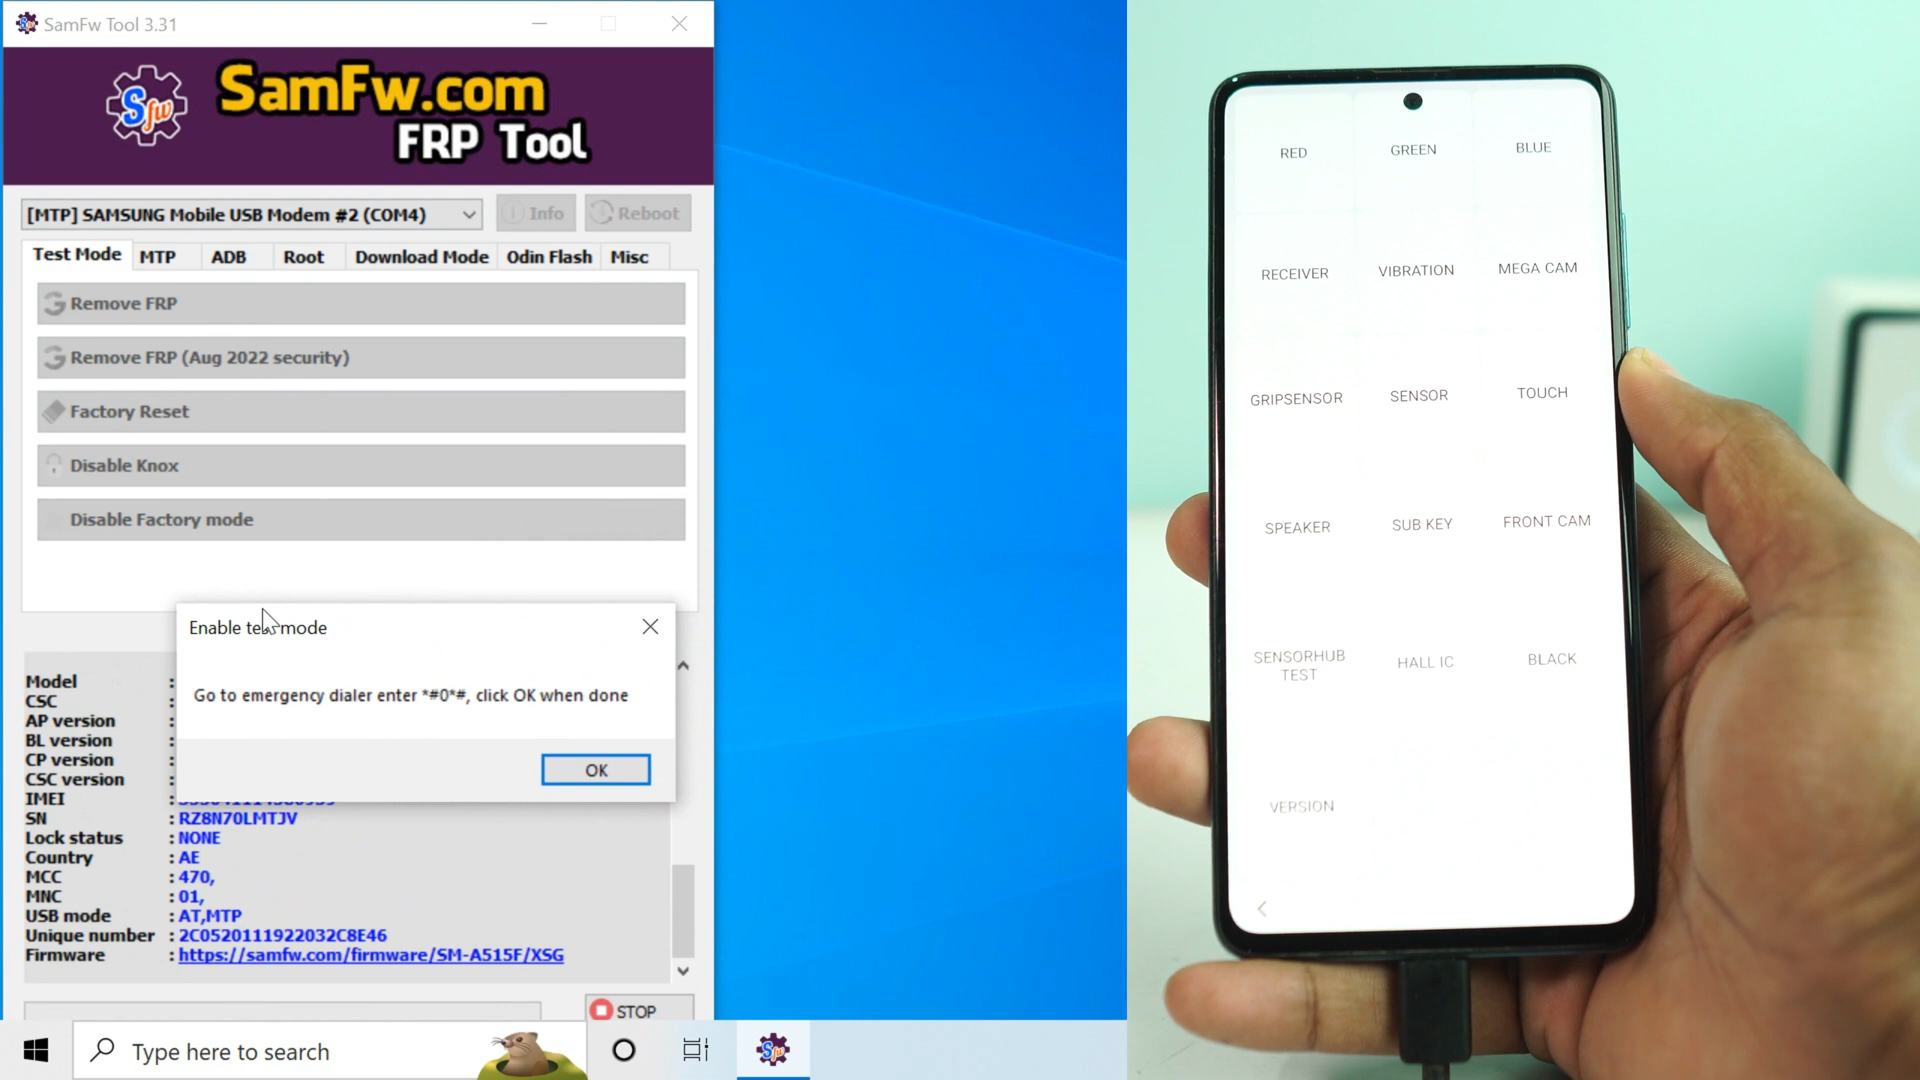 SamFw Tool 3.31
SamFw.com
FRP Tool
Sfw
[MTP] SAMSUNG Mobile USB Modem #2 (COM4)
Info
Reboot
Test Mode
MTP
ADB
Root
Download Mode
Odin Flash
Misc
Remove FRP
Remove FRP (Aug 2022 security)
Factory Reset
Disable Knox
Disable Factory mode
Enable mode
Go to emergency dialer enter *#0*#, click OK when done
OK
Model :
CSC :
AP version :
BL version :
CP version :
CSC version :
IMEI :
SN : RZ8N70LMTJV
Lock status : NONE
Country : AE
MCC : 470,
MNC : 01,
USB mode : AT,MTP
Unique number : 2C0520111922032C8E46
Firmware : https://samfw.com/firmware/SM-A515F/XSG
STOP
Type here to search
Sfw
RED GREEN BLUE
RECEIVER VIBRATION MEGA CAM
GRIPSENSOR SENSOR TOUCH
SPEAKER SUB KEY FRONT CAM
SENSORHUB
TEST
HALL IC BLACK
VERSION